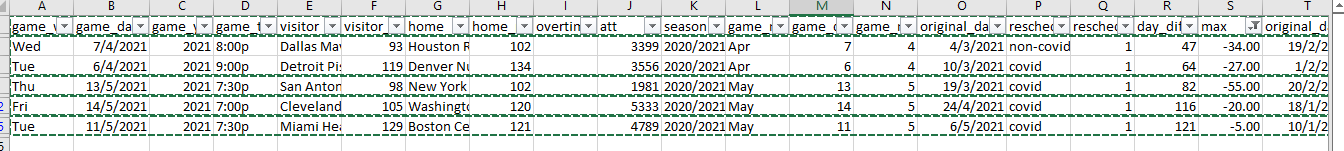 A B C D E F G H I J K L M N O P Q R S T
game_ game_da game_ game_t visitor visitor_ home home_ overtin att season game_ game_ game_ original_da resched resched day_dif max original_d
Wed 7/4/2021 2021 8:00p Dallas Mav 93 Houston R 102 3399 2020/2021 Apr 7 4 4/3/2021 non-covid 1 47 -34.00 19/2/2
Tue 6/4/2021 2021 9:00p Detroit Pis 119 Denver Nu 134 3556 2020/2021 Apr 6 4 10/3/2021 covid 1 64 -27.00 1/2/2
Thu 13/5/2021 2021 7:30p San Anton 98 New York 102 1981 2020/2021 May 13 5 19/3/2021 covid 1 82 -55.00 20/2/2
Fri 14/5/2021 2021 7:00p Cleveland 105 Washingto 120 5333 2020/2021 May 14 5 24/4/2021 covid 1 116 -20.00 18/1/2
Tue 11/5/2021 2021 7:30p Miami Hea 129 Boston Ce 121 4789 2020/2021 May 11 5 6/5/2021 covid 1 121 -5.00 10/1/2